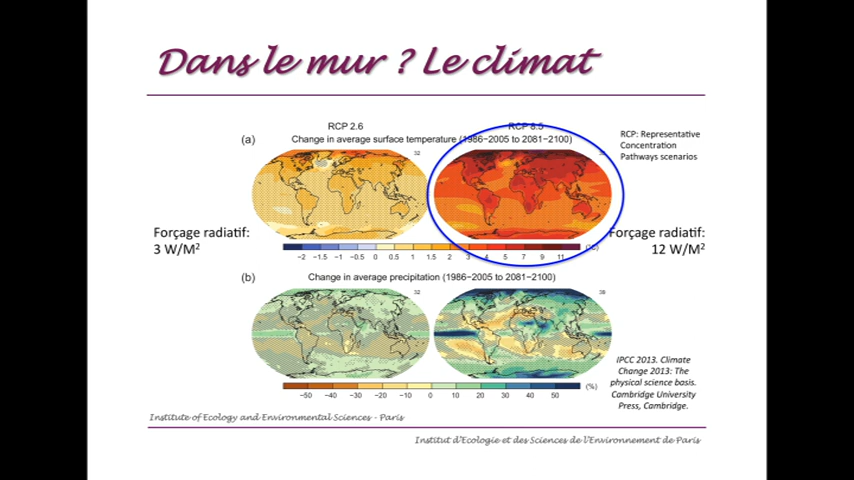 Dans le mur ? Le climat
RCP 2.6
RCP 8.5
(a)
Change in average surface temperature (1986−2005 to 2081−2100)
RCP: Representative
Concentration
Pathways scenarios
32
Forçage radiatif:
3 W/M²
Forçage radiatif:
12 W/M²
−2 −1.5 −1 −0.5 0 0.5 1 1.5 2 3 4 5 7 9 11
(b)
Change in average precipitation (1986−2005 to 2081−2100)
32
39
−50 −40 −30 −20 −10 0 10 20 30 40 50
(%)
IPCC 2013. Climate
Change 2013: The
physical science basis.
Cambridge University
Press, Cambridge.
Institute of Ecology and Environmental Sciences - Paris
Institut d'Ecologie et des Sciences de l'Environnement de Paris